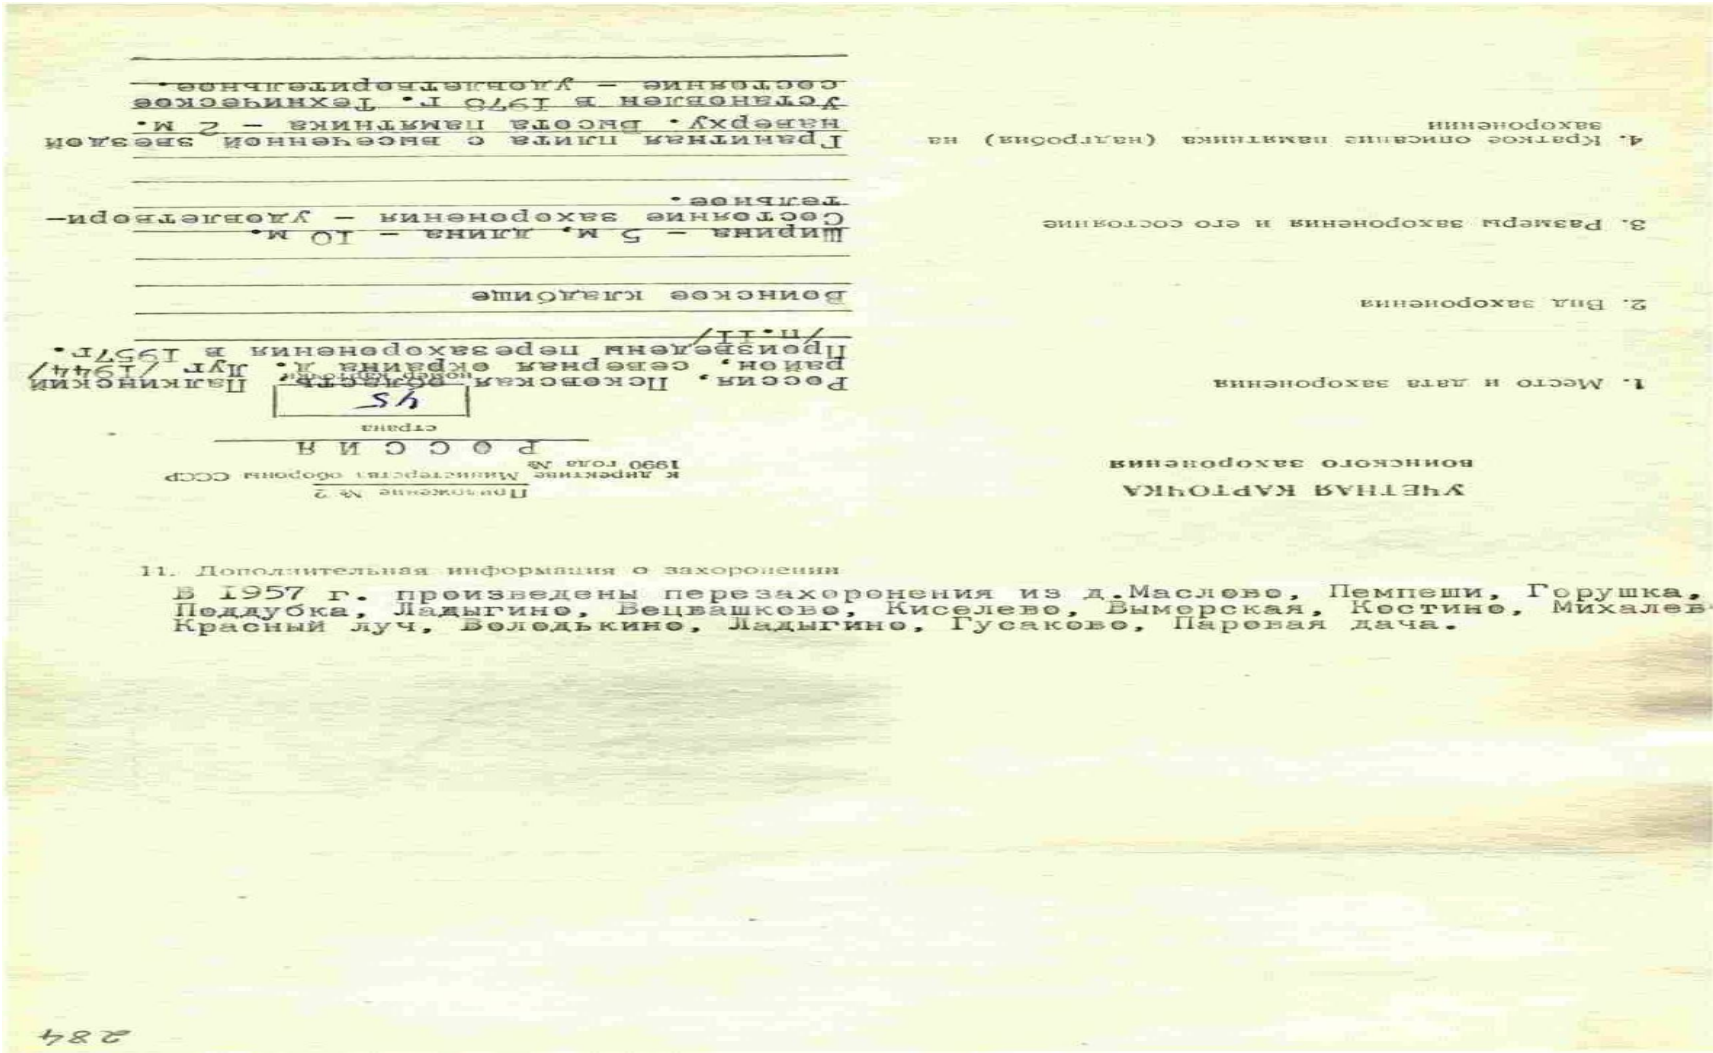 УЧЕТНАЯ КАРТОЧКА
воинского захоронения
Приложение № 2
к директиве Министерства обороны СССР
1990 года №
РОССИЯ
страна
45
номер карточки
1. Место и дата захоронения
Россия, Псковская область, Палкинский
район, северная окраина д. Луг /1944/
Произведены перезахоронения в 1957г.
/п.II/
2. Вид захоронения
Воинское кладбище
3. Размеры захоронения и его состояние
Ширина – 5 м, длина – 10 м.
Состояние захоронения – удовлетвори-
тельное.
4. Краткое описание памятника (надгробия) на
захоронении
Гранитная плита с высеченной звездой
наверху. Высота памятника – 2 м.
Установлен в 1970 г. Техническое
состояние – удовлетворительное.
11. Дополнительная информация о захоронении
В 1957 г. произведены перезахоронения из д.Маслово, Пемпеши, Горушка,
Поддубка, Ладыгино, Вецвашково, Киселево, Выморская, Костино, Михалев
Красный луч, Володькино, Ладыгино, Гусаково, Паровая дача.
284